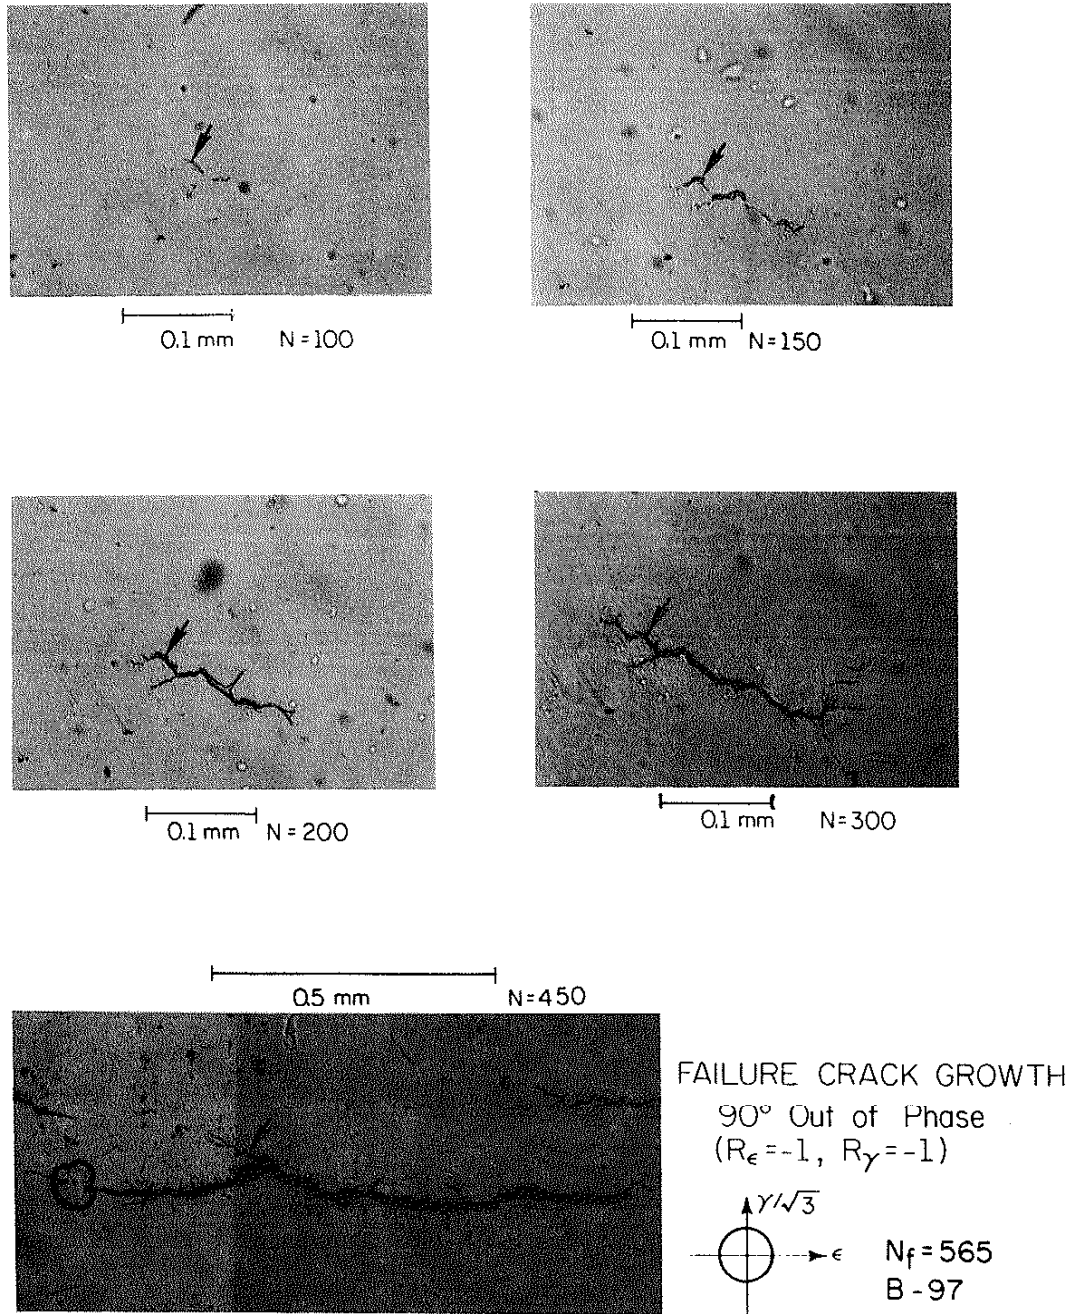 0.1 mm N=100
0.1 mm N=150
0.1 mm N=200
0.1 mm N=300
0.5 mm N=450
FAILURE CRACK GROWTH
90° Out of Phase
(Rϵ=-1, Rγ=-1)
γ/√3
ϵ
Nf=565
B-97